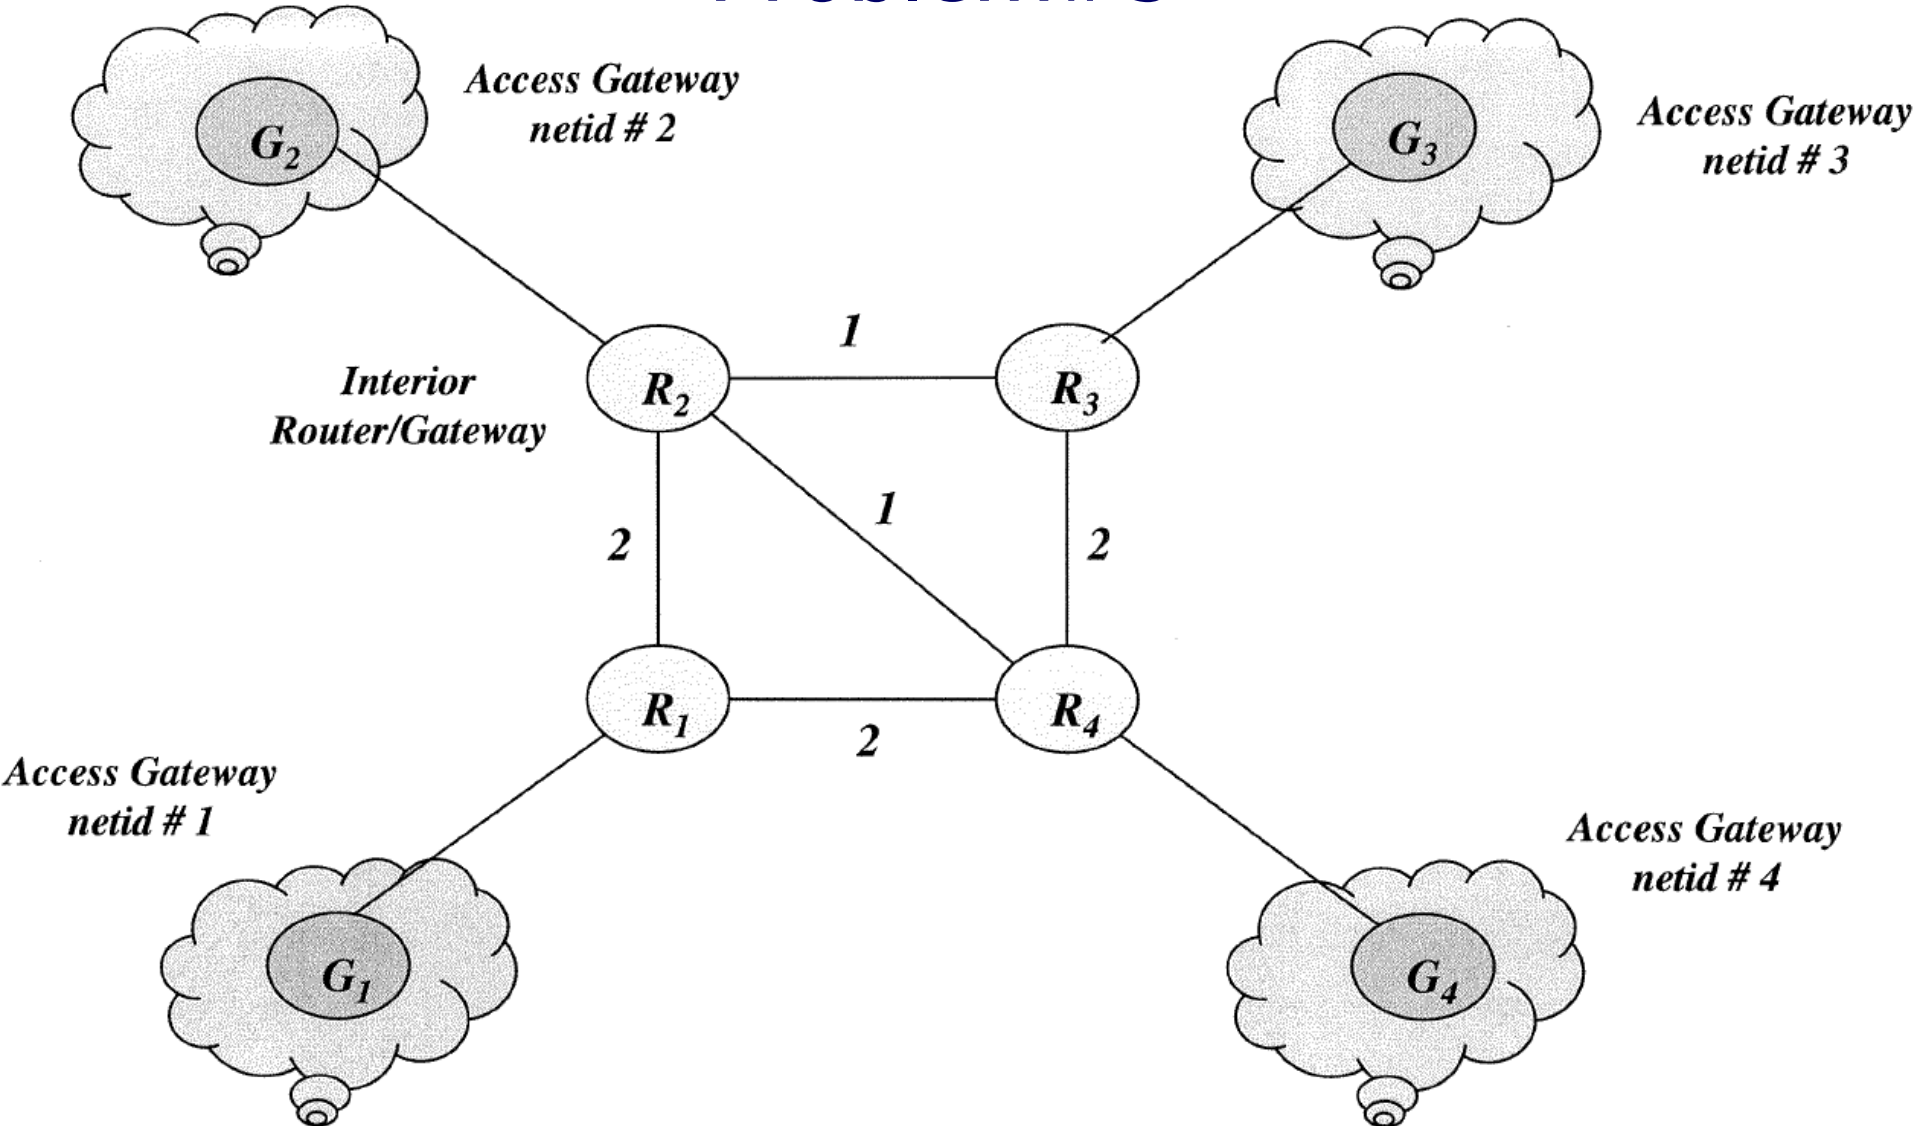 Access Gateway
netid # 2
G2
Access Gateway
netid # 3
G3
1
Interior
Router/Gateway
R2
R3
1
2
2
R1
R4
2
Access Gateway
netid # 1
G1
Access Gateway
netid # 4
G4